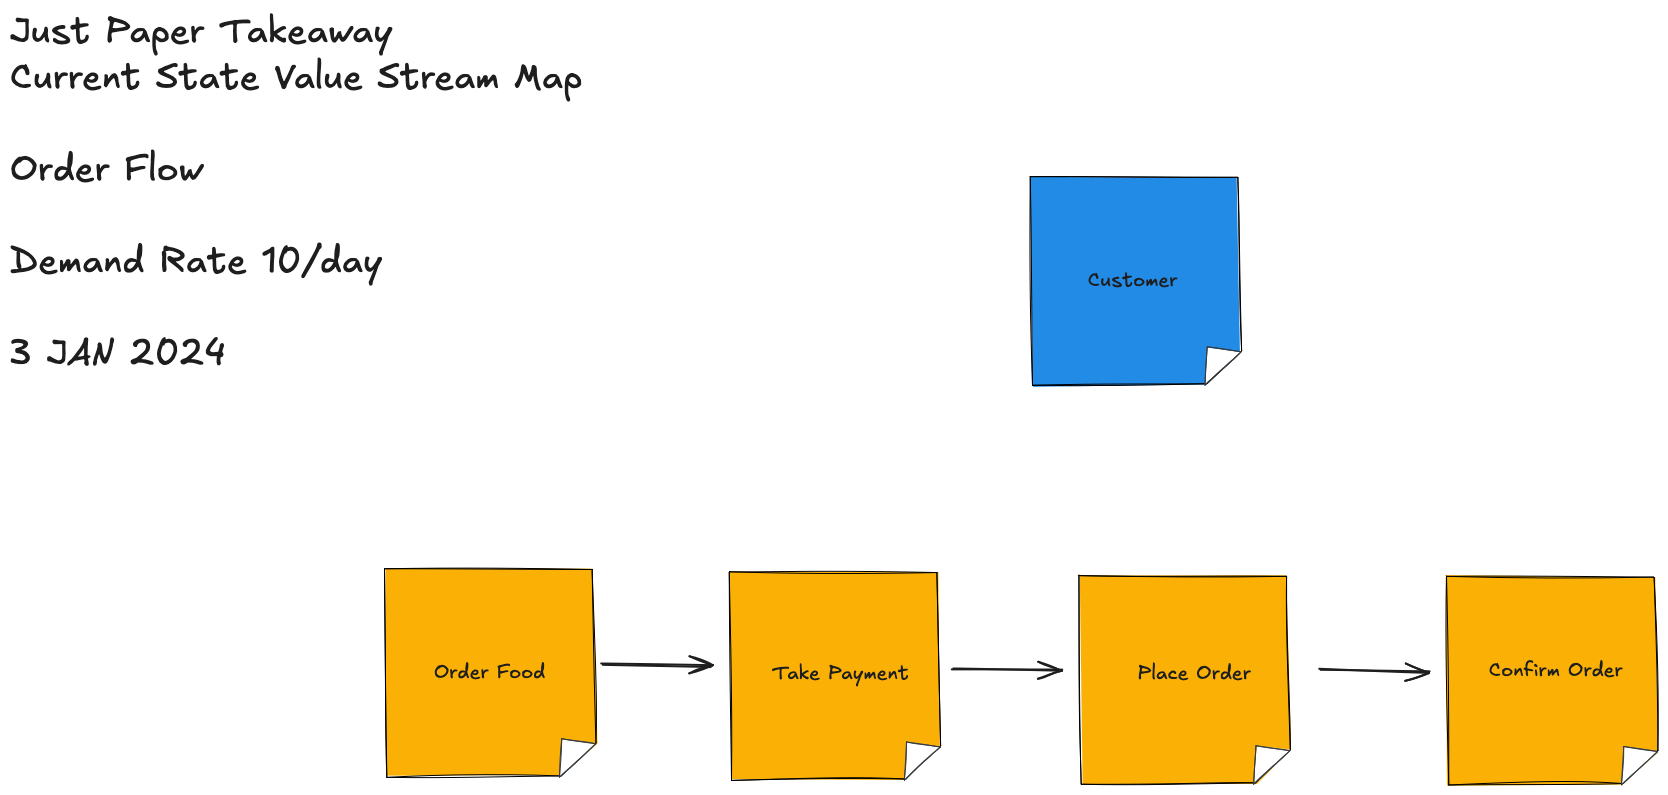 Just Paper Takeaway
Current State Value Stream Map
Order Flow
Demand Rate 10/day
3 JAN 2024
Customer
Order Food
Take Payment
Place Order
Confirm Order